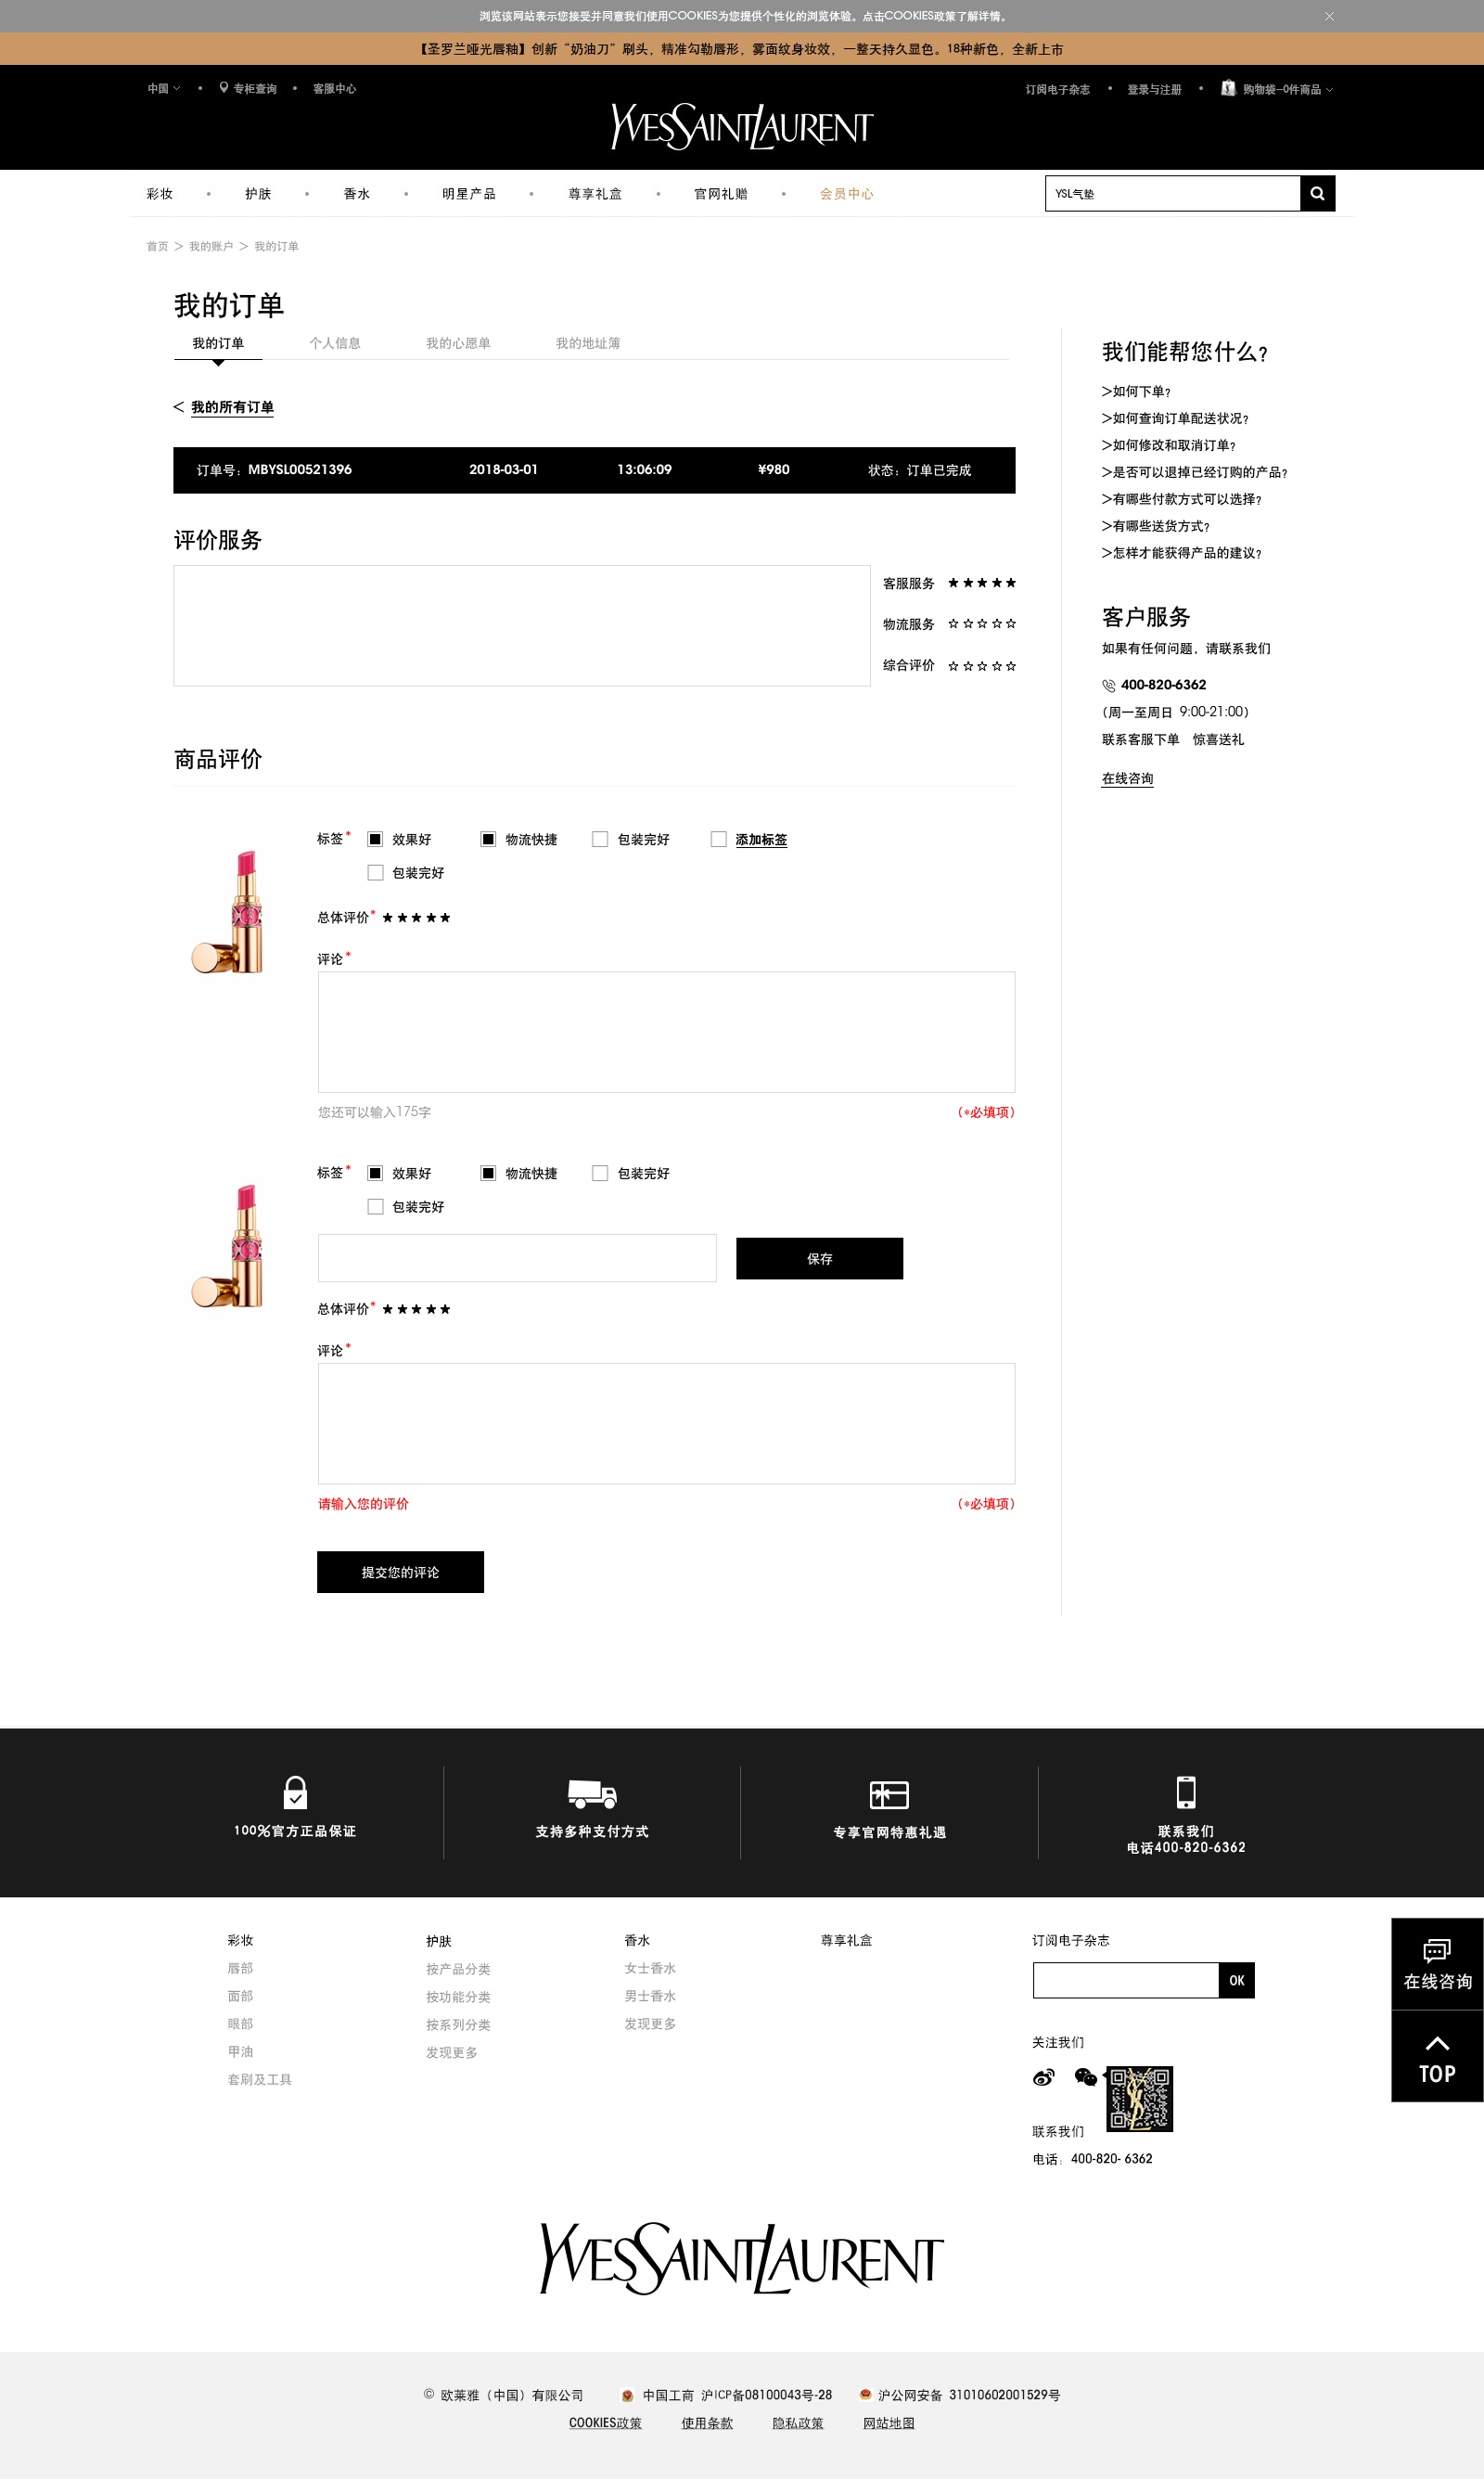 浏览该网站表示您接受并同意我们使用COOKIES为您提供个性化的浏览体验。点击COOKIES政策了解详情。
【圣罗兰哑光唇釉】创新“奶油刀”刷头，精准勾勒唇形，雾面纹身妆效，一整天持久显色。18种新色，全新上市
中国 • 专柜查询 • 客服中心 订阅电子杂志 • 登录与注册 • 购物袋—0件商品
YVESSAINTLAURENT
彩妆 • 护肤 • 香水 • 明星产品 • 尊享礼盒 • 官网礼赠 • 会员中心 YSL气垫
首页 > 我的账户 > 我的订单
我的订单
我的订单 个人信息 我的心愿单 我的地址簿
< 我的所有订单
订单号：MBYSL00521396 2018-03-01 13:06:09 ¥980 状态：订单已完成
评价服务
客服服务 ★★★★★
物流服务 ☆☆☆☆☆
综合评价 ☆☆☆☆☆
商品评价
标签* 效果好 物流快捷 包装完好 添加标签
包装完好
总体评价* ★★★★★
评论*
您还可以输入175字 （*必填项）
标签* 效果好 物流快捷 包装完好
包装完好
保存
总体评价* ★★★★★
评论*
请输入您的评价 （*必填项）
提交您的评论
我们能帮您什么？
>如何下单？
>如何查询订单配送状况？
>如何修改和取消订单？
>是否可以退掉已经订购的产品？
>有哪些付款方式可以选择？
>有哪些送货方式？
>怎样才能获得产品的建议？
客户服务
如果有任何问题，请联系我们
400-820-6362
（周一至周日 9:00-21:00）
联系客服下单 惊喜送礼
在线咨询
100%官方正品保证
支持多种支付方式
专享官网特惠礼遇
联系我们
电话400-820-6362
彩妆
唇部
面部
眼部
甲油
套刷及工具
护肤
按产品分类
按功能分类
按系列分类
发现更多
香水
女士香水
男士香水
发现更多
尊享礼盒
订阅电子杂志
OK
关注我们
联系我们
电话：400-820- 6362
在线咨询
TOP
YVESSAINTLAURENT
© 欧莱雅（中国）有限公司 中国工商 沪ICP备08100043号-28 沪公网安备 31010602001529号
COOKIES政策 使用条款 隐私政策 网站地图